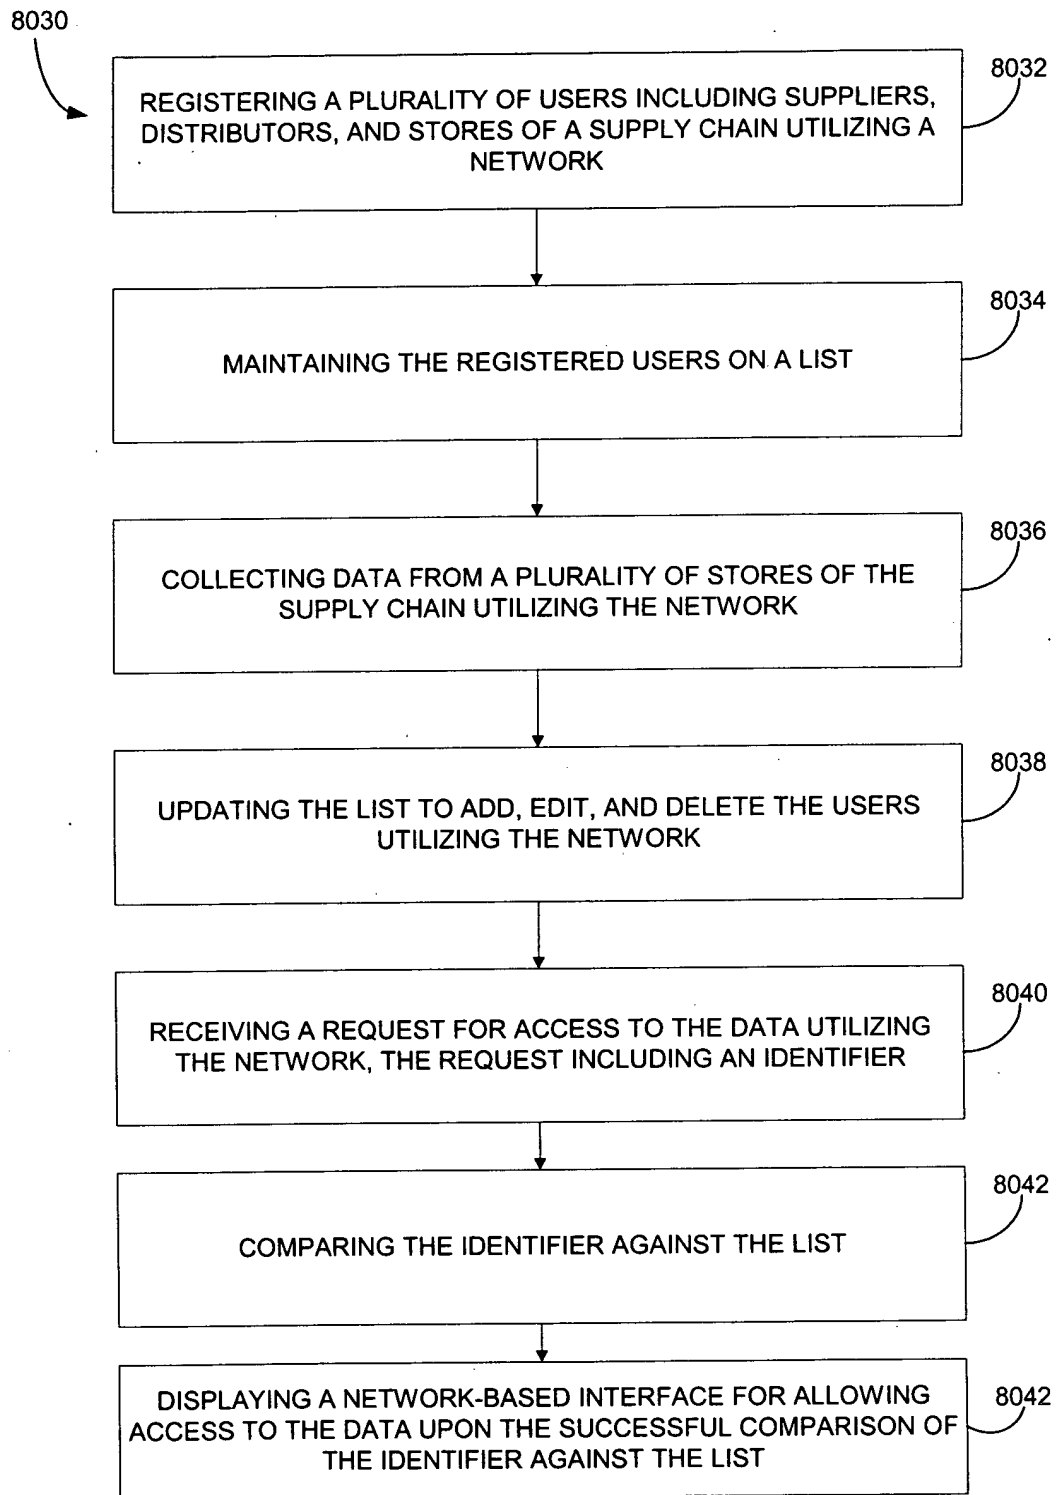 8030
8032
REGISTERING A PLURALITY OF USERS INCLUDING SUPPLIERS,
DISTRIBUTORS, AND STORES OF A SUPPLY CHAIN UTILIZING A
NETWORK
8034
MAINTAINING THE REGISTERED USERS ON A LIST
8036
COLLECTING DATA FROM A PLURALITY OF STORES OF THE
SUPPLY CHAIN UTILIZING THE NETWORK
8038
UPDATING THE LIST TO ADD, EDIT, AND DELETE THE USERS
UTILIZING THE NETWORK
8040
RECEIVING A REQUEST FOR ACCESS TO THE DATA UTILIZING
THE NETWORK, THE REQUEST INCLUDING AN IDENTIFIER
8042
COMPARING THE IDENTIFIER AGAINST THE LIST
8042
DISPLAYING A NETWORK-BASED INTERFACE FOR ALLOWING
ACCESS TO THE DATA UPON THE SUCCESSFUL COMPARISON OF
THE IDENTIFIER AGAINST THE LIST